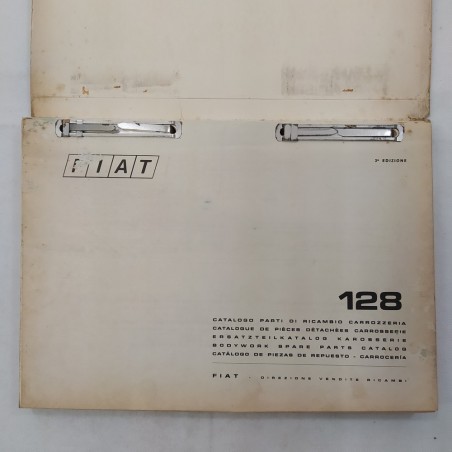 FIAT
3ª EDIZIONE
128
CATALOGO PARTI DI RICAMBIO CARROZZERIA
CATALOGUE DE PIÈCES DÉTACHÉES CARROSSERIE
ERSATZTEILKATALOG KAROSSERIE
BODYWORK SPARE PARTS CATALOG
CATÁLOGO DE PIEZAS DE REPUESTO - CARROCERÍA
FIAT - DIREZIONE VENDITE RICAMBI